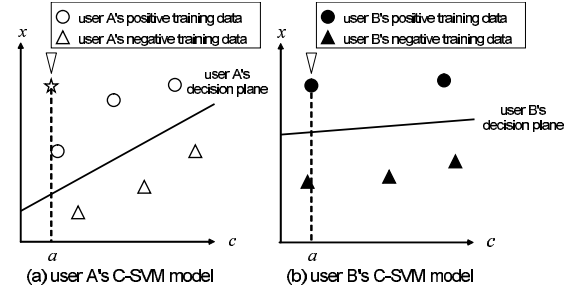 user A's positive training data
user A's negative training data
x
user A's
decision plane
a
c
(a) user A's C-SVM model
user B's positive training data
user B's negative training data
x
user B's
decision plane
a
c
(b) user B's C-SVM model